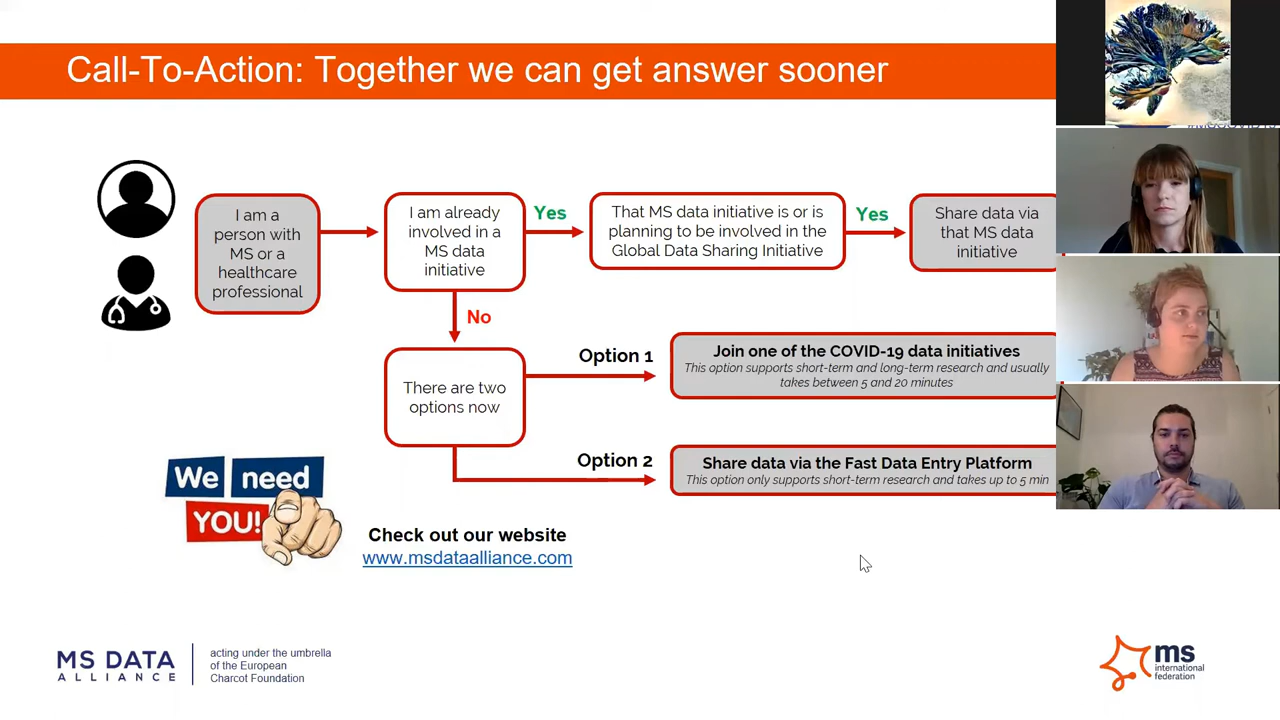 Call-To-Action: Together we can get answer sooner
I am a
person with
MS or a
healthcare
professional
I am already
involved in a
MS data
initiative
Yes
That MS data initiative is or is
planning to be involved in the
Global Data Sharing Initiative
Yes
Share data via
that MS data
initiative
No
There are two
options now
Option 1
Join one of the COVID-19 data initiatives
This option supports short-term and long-term research and usually
takes between 5 and 20 minutes
Option 2
Share data via the Fast Data Entry Platform
This option only supports short-term research and takes up to 5 min
We need
YOU!
Check out our website
www.msdataalliance.com
MS DATA
ALLIANCE
acting under the umbrella
of the European
Charcot Foundation
ms
international
federation